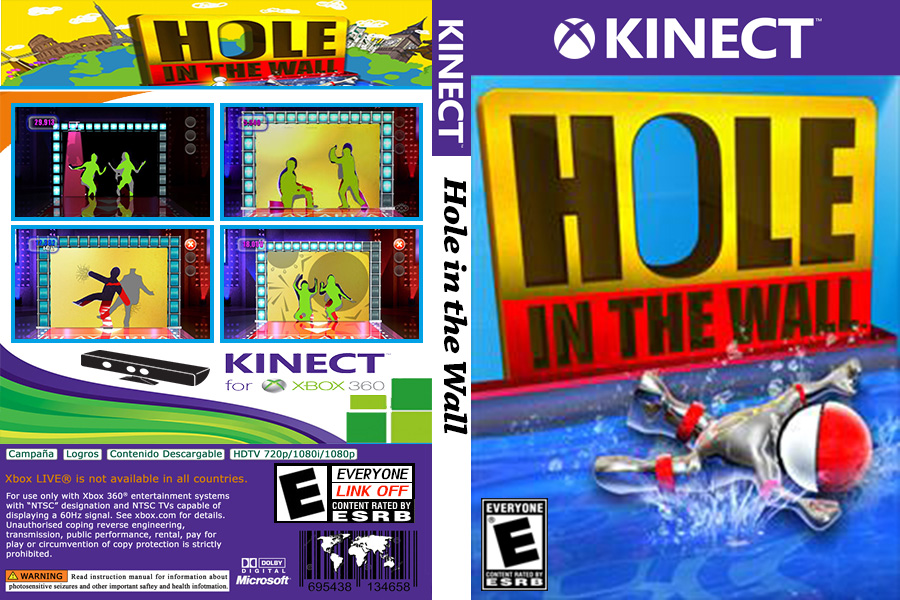 HOLE
IN THE WALL
29.913
KINECT™
for XBOX 360
Campaña Logros Contenido Descargable HDTV 720p/1080i/1080p
Xbox LIVE® is not available in all countries.
For use only with Xbox 360® entertainment systems
with "NTSC" designation and NTSC TVs capable of
displaying a 60Hz signal. See xbox.com for details.
Unauthorised coping reverse engineering,
transmission, public performance, rental, pay for
play or circumvention of copy protection is strictly
prohibited.
WARNING Read instruction manual for information about
photosensitive seizures and other important saftey and health infotmation.
E
EVERYONE
LINK OFF
CONTENT RATED BY
ESRB
DOLBY
DIGITAL
Microsoft
695438 134658
KINECT™
Hole in the Wall
KINECT™
HOLE
IN THE WALL
EVERYONE
E
CONTENT RATED BY
ESRB